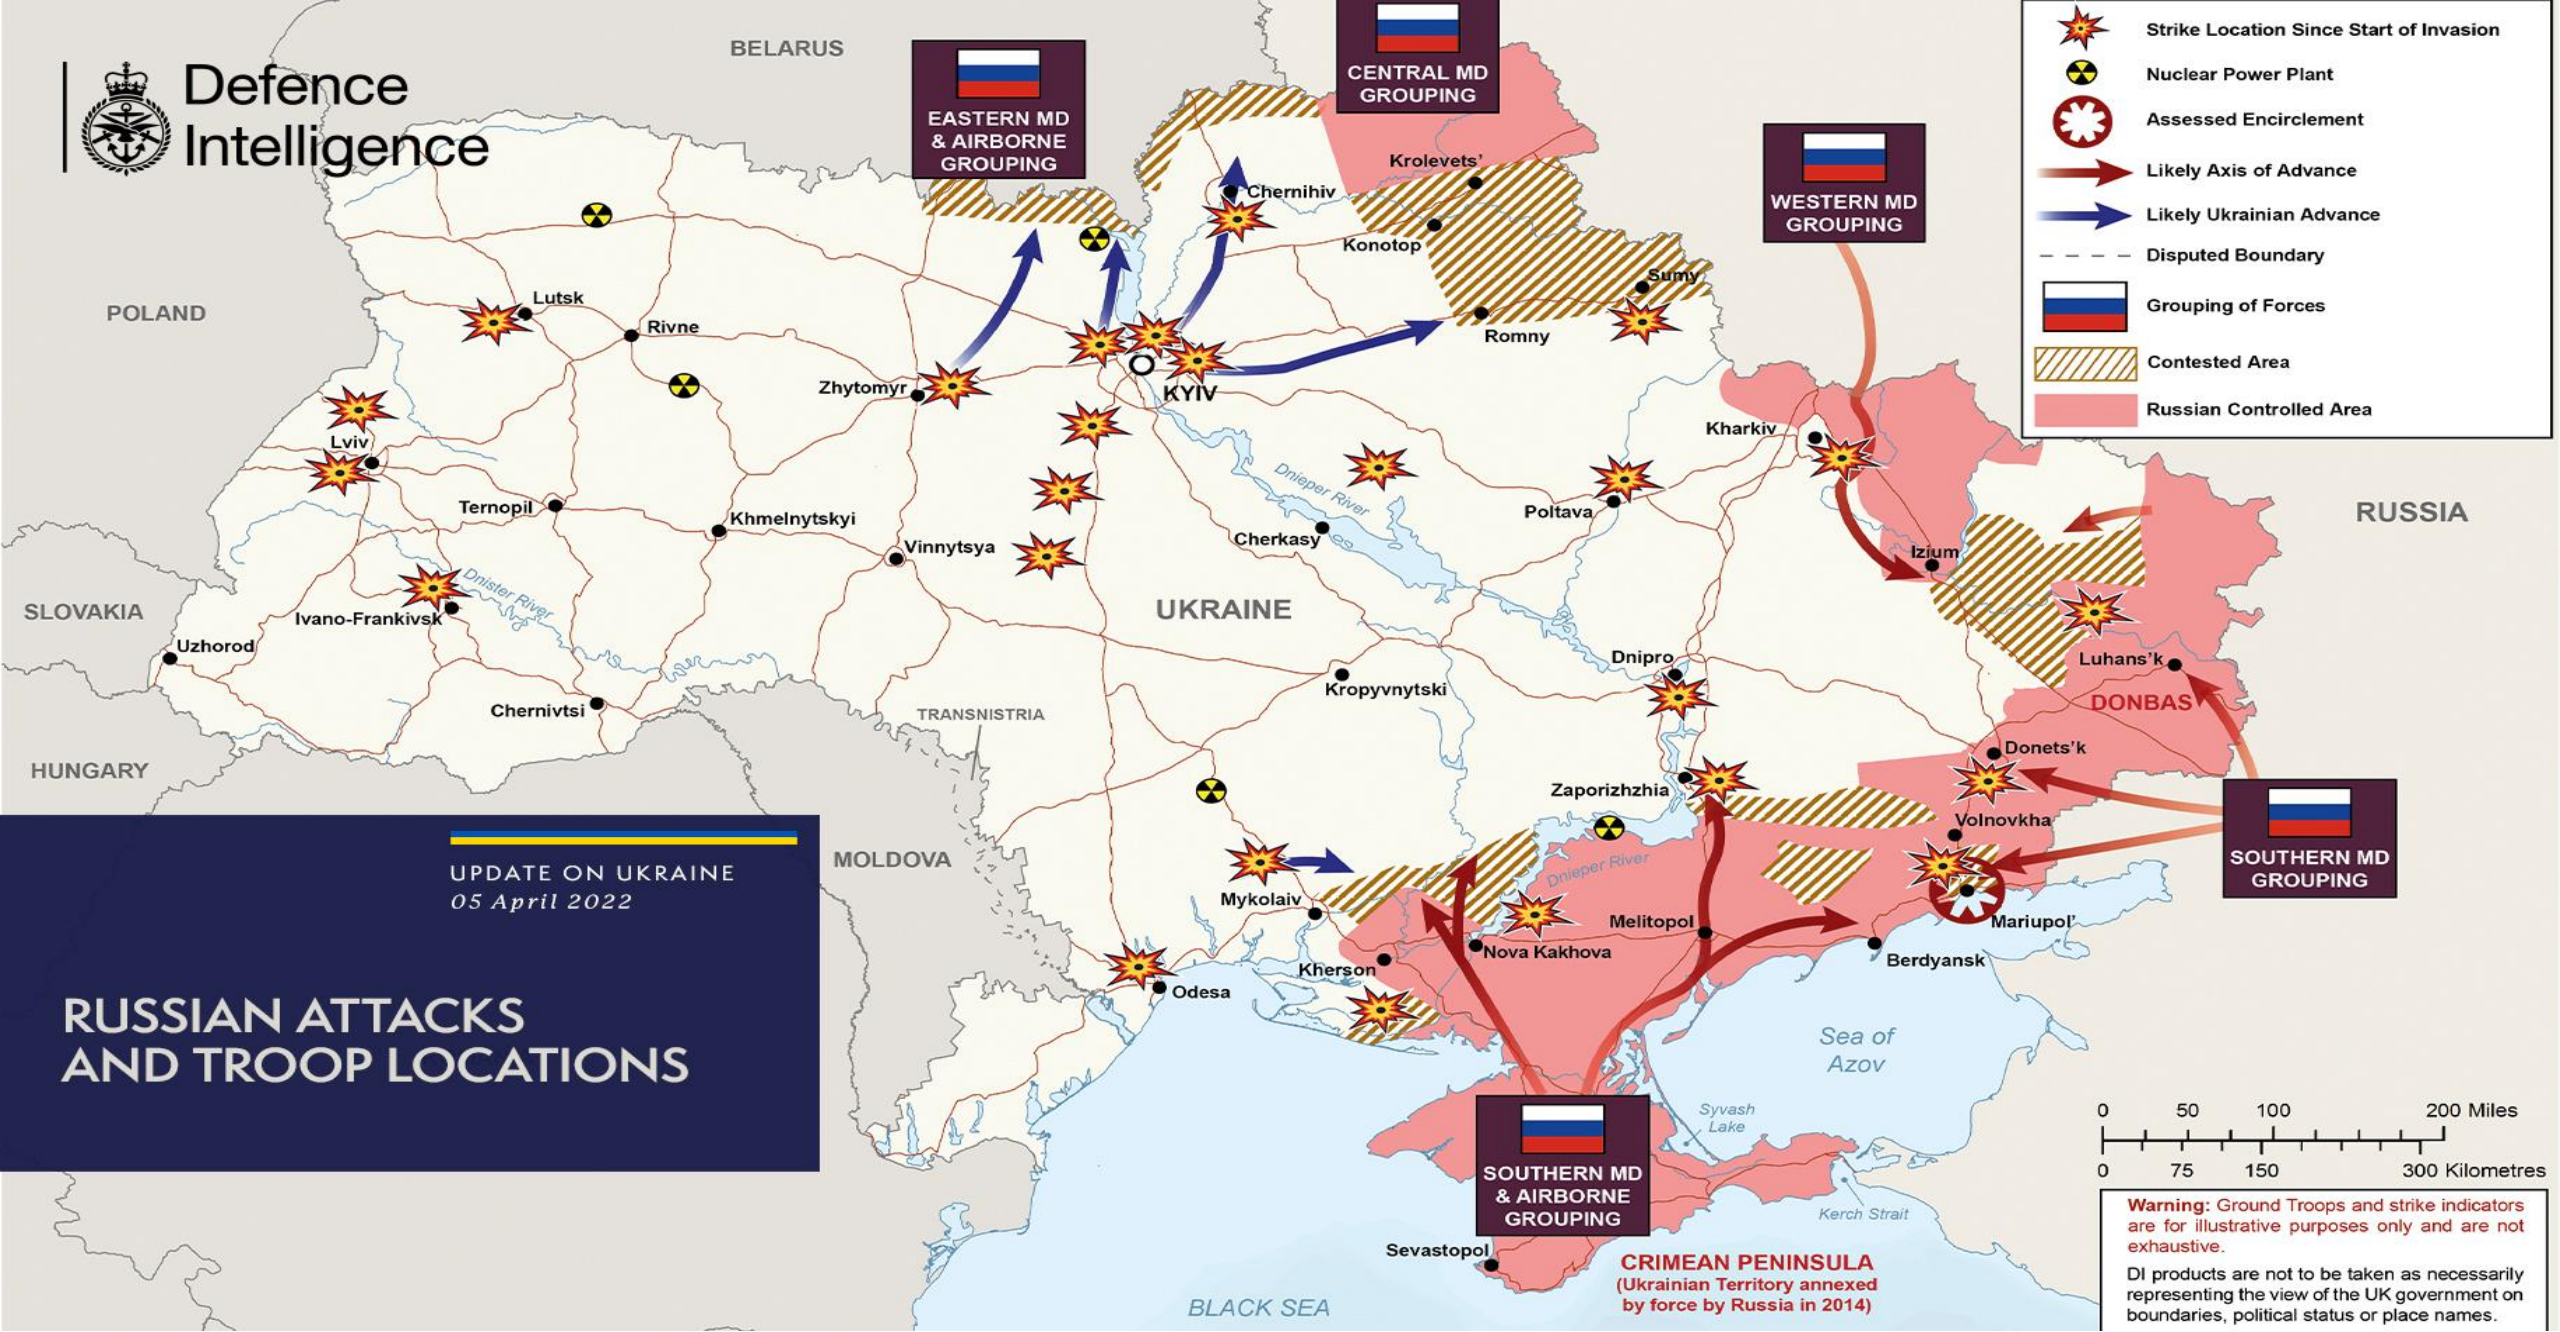 Defence
Intelligence
BELARUS
POLAND
SLOVAKIA
HUNGARY
MOLDOVA
TRANSNISTRIA
UKRAINE
RUSSIA
EASTERN MD
& AIRBORNE
GROUPING
CENTRAL MD
GROUPING
WESTERN MD
GROUPING
SOUTHERN MD
GROUPING
SOUTHERN MD
& AIRBORNE
GROUPING
Strike Location Since Start of Invasion
Nuclear Power Plant
Assessed Encirclement
Likely Axis of Advance
Likely Ukrainian Advance
Disputed Boundary
Grouping of Forces
Contested Area
Russian Controlled Area
Krolevets'
Chernihiv
Konotop
Sumy
Romny
Lutsk
Rivne
Zhytomyr
KYIV
Lviv
Kharkiv
Dnieper River
Ternopil
Khmelnytskyi
Poltava
Cherkasy
Vinnytsya
Izium
Dnister River
Ivano-Frankivsk
Uzhorod
Chernivtsi
Kropyvnytski
Dnipro
Luhans'k
DONBAS
Donets'k
Zaporizhzhia
Volnovkha
Dnieper River
Mykolaiv
Melitopol
Mariupol'
Nova Kakhova
Kherson
Berdyansk
Odesa
Sea of
Azov
Syvash
Lake
Kerch Strait
Sevastopol
CRIMEAN PENINSULA
(Ukrainian Territory annexed
by force by Russia in 2014)
BLACK SEA
UPDATE ON UKRAINE
05 April 2022
RUSSIAN ATTACKS
AND TROOP LOCATIONS
0 50 100 200 Miles
0 75 150 300 Kilometres
Warning: Ground Troops and strike indicators
are for illustrative purposes only and are not
exhaustive.
DI products are not to be taken as necessarily
representing the view of the UK government on
boundaries, political status or place names.